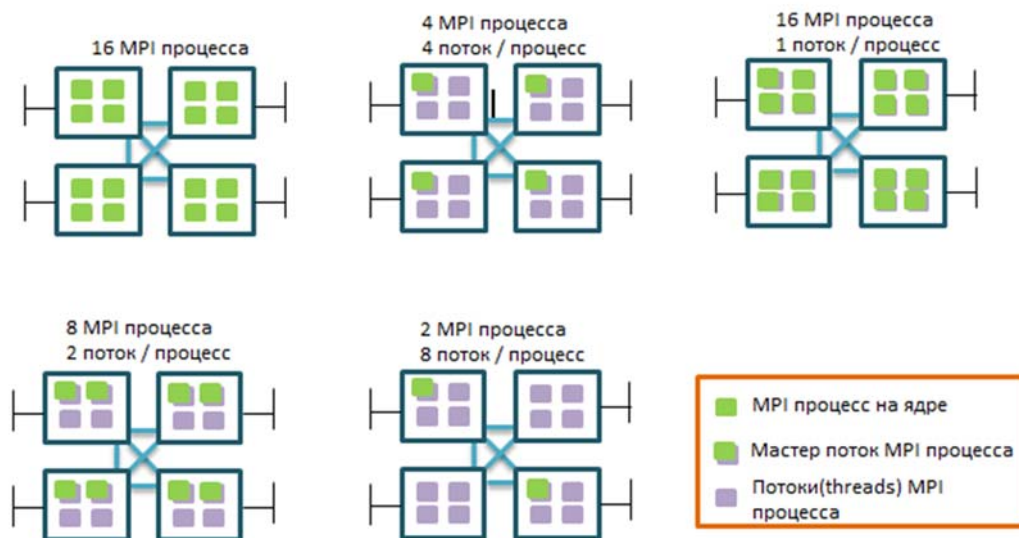 16 MPI процесса
4 MPI процесса
4 поток / процесс
16 MPI процесса
1 поток / процесс
8 MPI процесса
2 поток / процесс
2 MPI процесса
8 поток / процесс
MPI процесс на ядре
Мастер поток MPI процесса
Потоки(threads) MPI
процесса